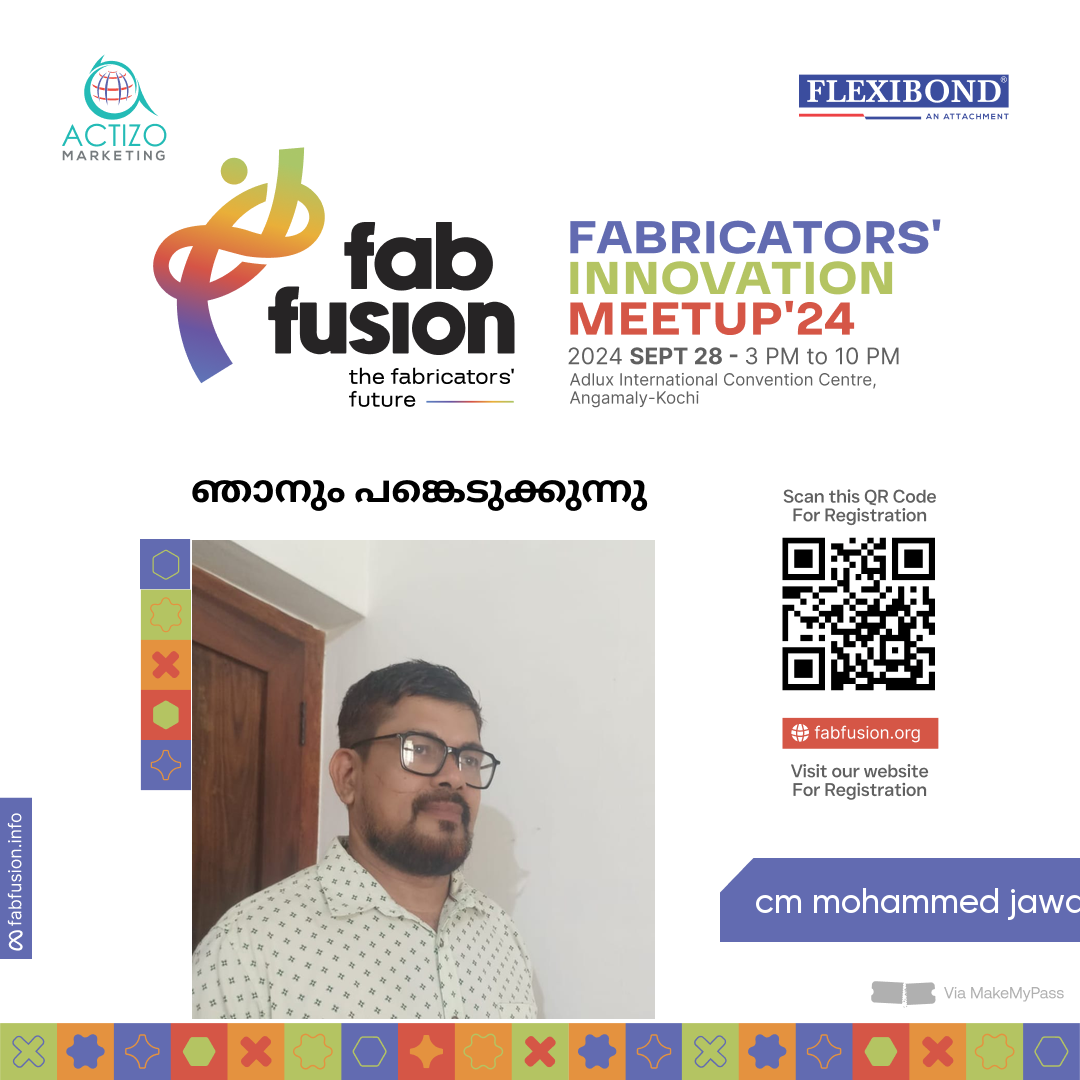 ACTIZO
MARKETING
FLEXIBOND®
AN ATTACHMENT
fab
fusion
the fabricators'
future
FABRICATORS'
INNOVATION
MEETUP'24
2024 SEPT 28 - 3 PM to 10 PM
Adlux International Convention Centre,
Angamaly-Kochi
ഞാനും പങ്കെടുക്കുന്നു
Scan this QR Code
For Registration
fabfusion.org
Visit our website
For Registration
fabfusion.info
cm mohammed
Via MakeMyPass